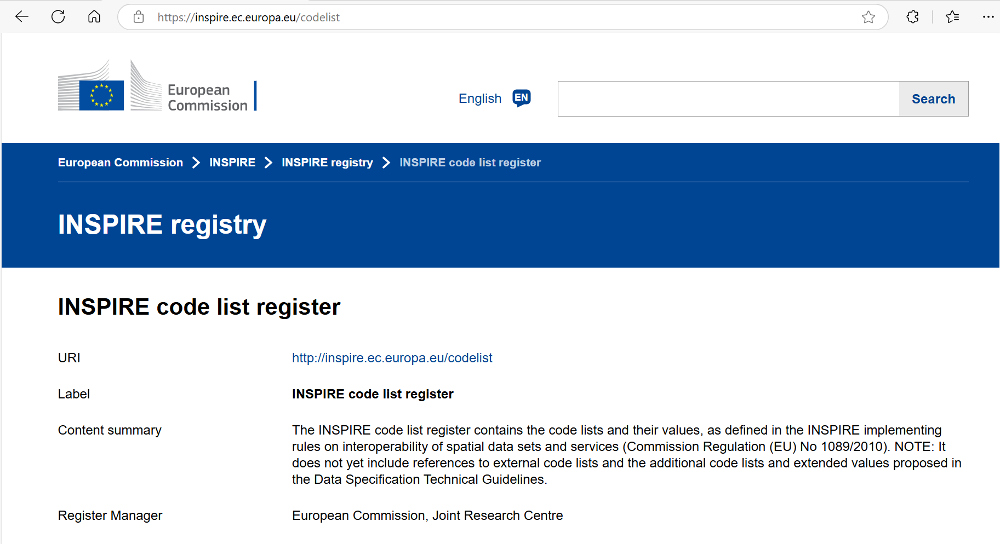 https://inspire.ec.europa.eu/codelist
European
Commission
English EN
Search
European Commission > INSPIRE > INSPIRE registry > INSPIRE code list register
INSPIRE registry
INSPIRE code list register
URI http://inspire.ec.europa.eu/codelist
Label INSPIRE code list register
Content summary The INSPIRE code list register contains the code lists and their values, as defined in the INSPIRE implementing
rules on interoperability of spatial data sets and services (Commission Regulation (EU) No 1089/2010). NOTE: It
does not yet include references to external code lists and the additional code lists and extended values proposed in
the Data Specification Technical Guidelines.
Register Manager European Commission, Joint Research Centre